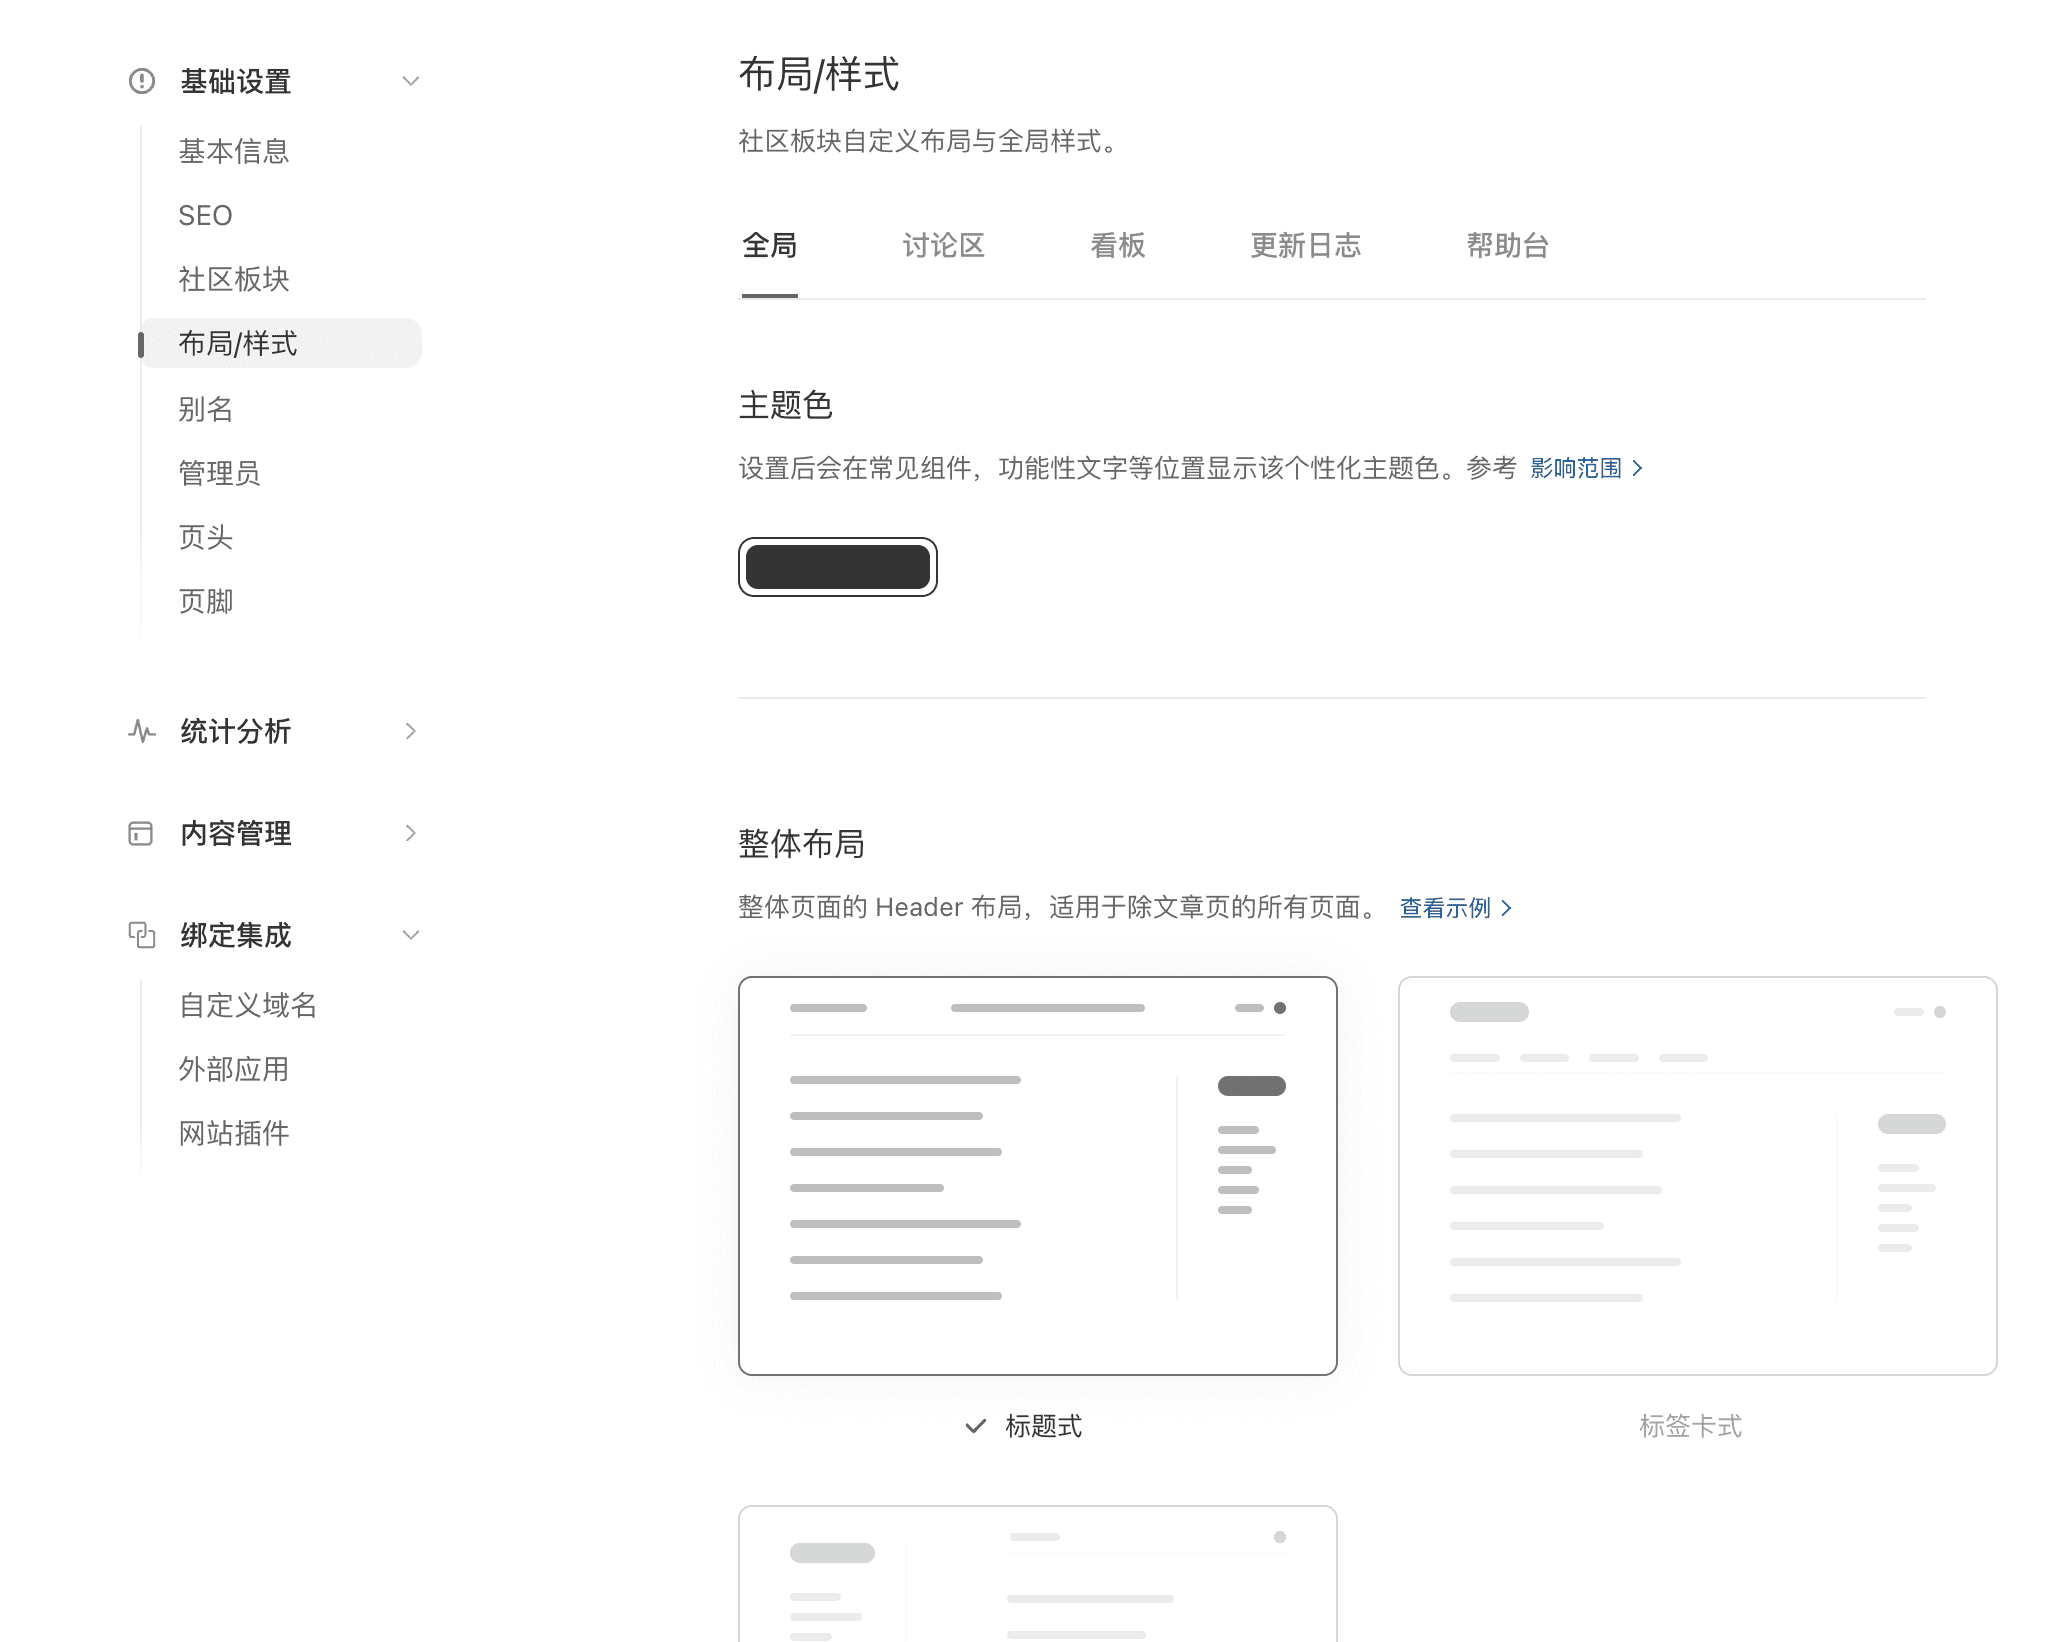 基础设置
基本信息
SEO
社区板块
布局/样式
别名
管理员
页头
页脚
统计分析
内容管理
绑定集成
自定义域名
外部应用
网站插件
布局/样式
社区板块自定义布局与全局样式。
全局 讨论区 看板 更新日志 帮助台
主题色
设置后会在常见组件，功能性文字等位置显示该个性化主题色。参考 影响范围
整体布局
整体页面的 Header 布局，适用于除文章页的所有页面。 查看示例
标题式 标签卡式